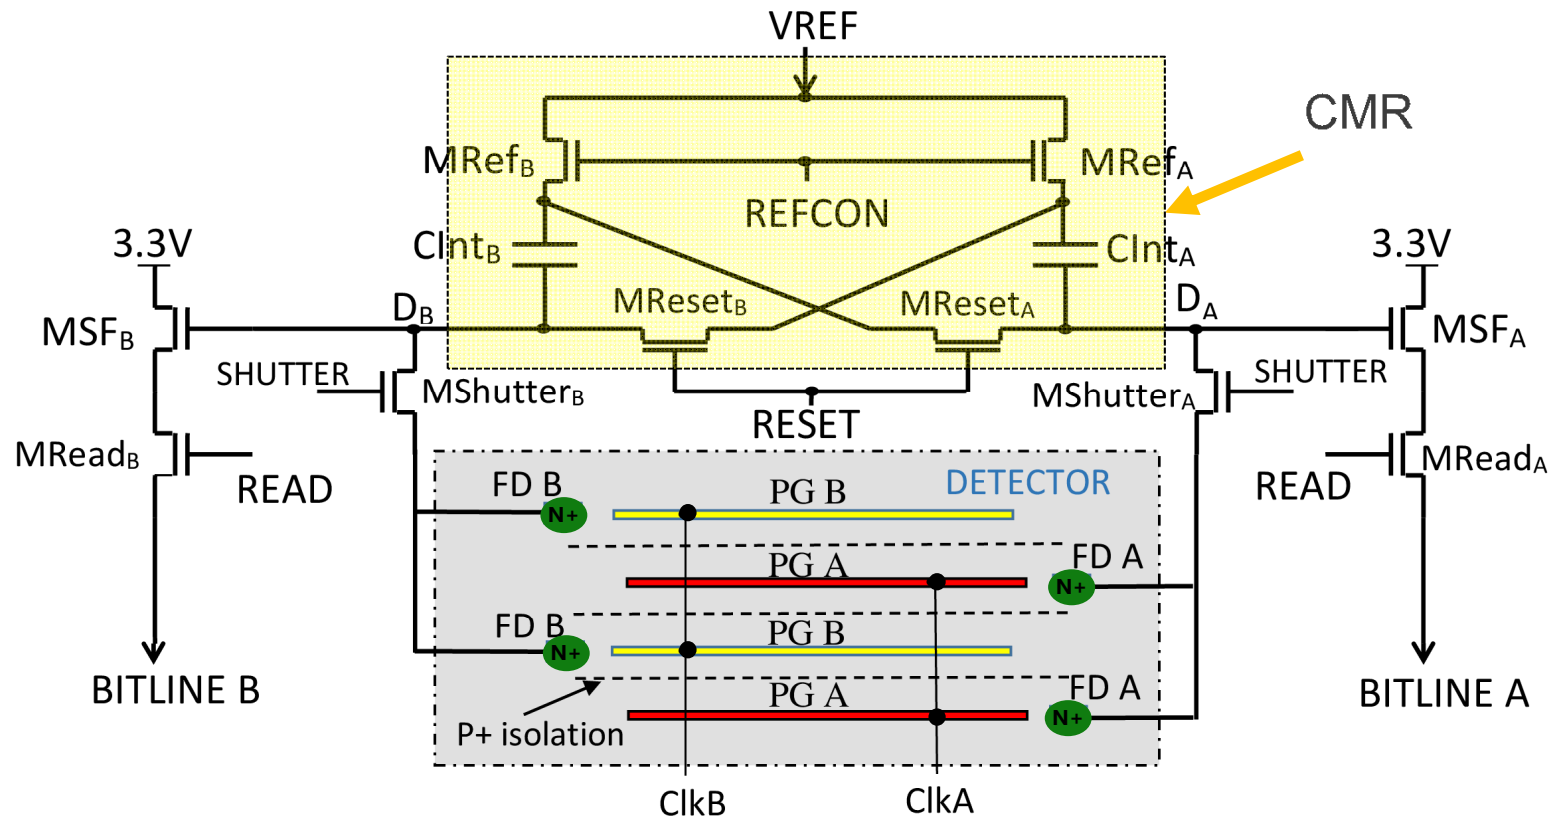 VREF
CMR
MRefB
MRefA
REFCON
3.3V
CIntB
CIntA
3.3V
MResetB
MResetA
DB
DA
MSFB
MSFA
SHUTTER
SHUTTER
MShutterB
MShutterA
RESET
MReadB
MReadA
READ
READ
FD B
PG B
DETECTOR
N+
PG A
FD A
N+
FD B
PG B
N+
PG A
FD A
N+
P+ isolation
BITLINE B
BITLINE A
ClkB
ClkA